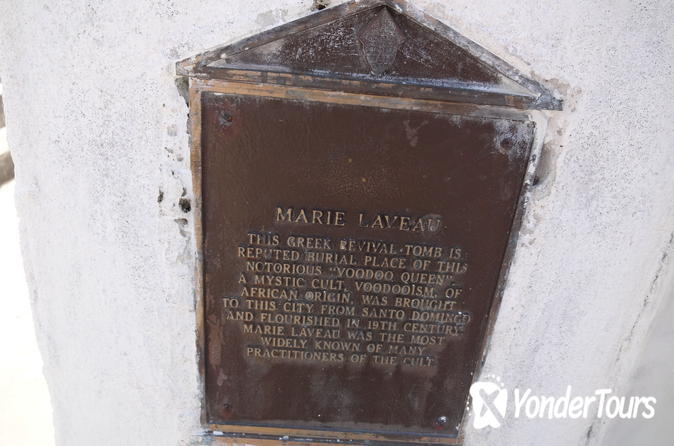 MARIE LAVEAU
THIS GREEK REVIVAL TOMB IS
REPUTED BURIAL PLACE OF THIS
NOTORIOUS "VOODOO QUEEN".
A MYSTIC CULT, VOODOOISM, OF
AFRICAN ORIGIN, WAS BROUGHT
TO THIS CITY FROM SANTO DOMINGO
AND FLOURISHED IN 19TH CENTURY.
MARIE LAVEAU WAS THE MOST
WIDELY KNOWN OF MANY
PRACTITIONERS OF THE CULT
YonderTours